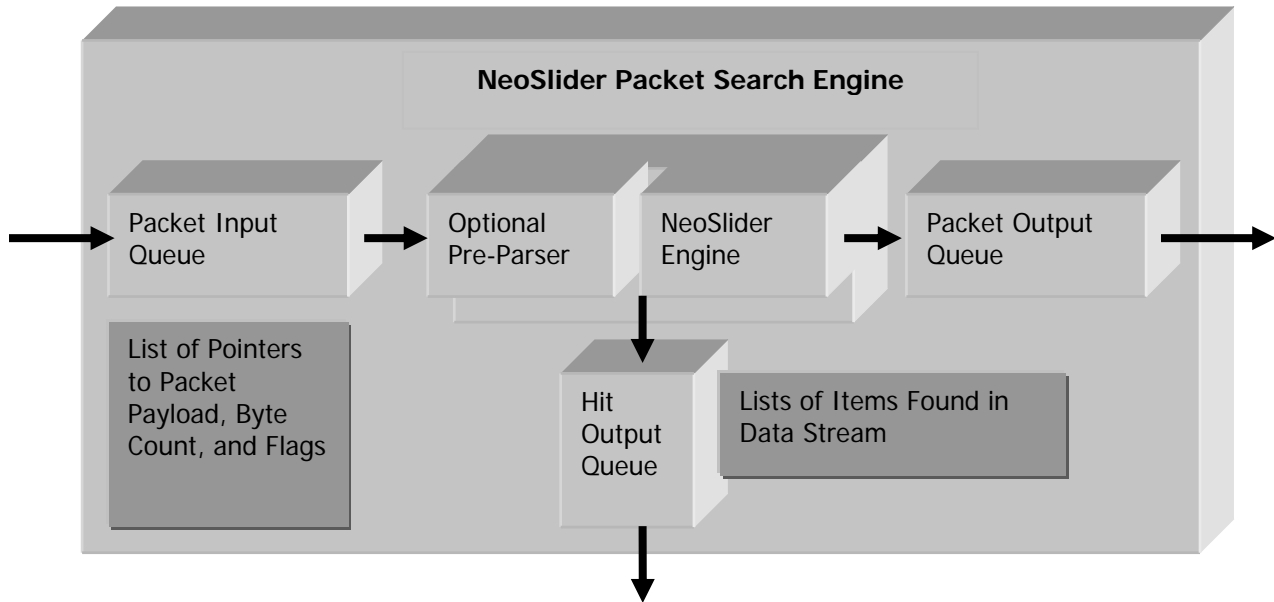 NeoSlider Packet Search Engine
Packet Input
Queue
Optional
Pre-Parser
NeoSlider
Engine
Packet Output
Queue
List of Pointers
to Packet
Payload, Byte
Count, and Flags
Hit
Output
Queue
Lists of Items Found in
Data Stream